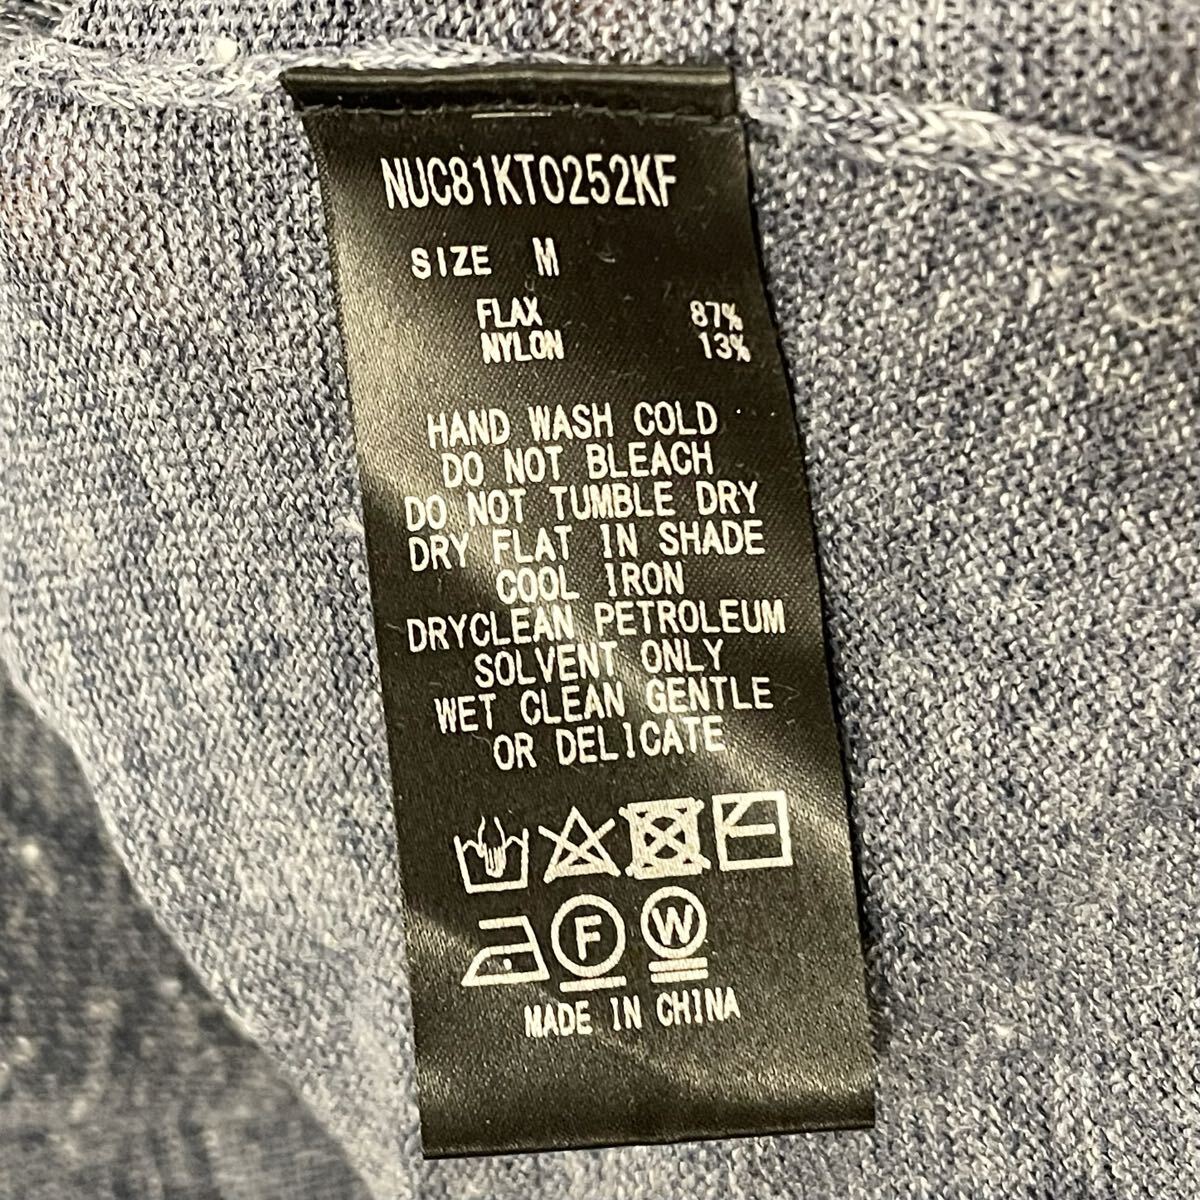 NUC81KT0252KF
SIZE M
FLAX 87%
NYLON 13%
HAND WASH COLD
DO NOT BLEACH
DO NOT TUMBLE DRY
DRY FLAT IN SHADE
COOL IRON
DRYCLEAN PETROLEUM
SOLVENT ONLY
WET CLEAN GENTLE
OR DELICATE
F W
MADE IN CHINA